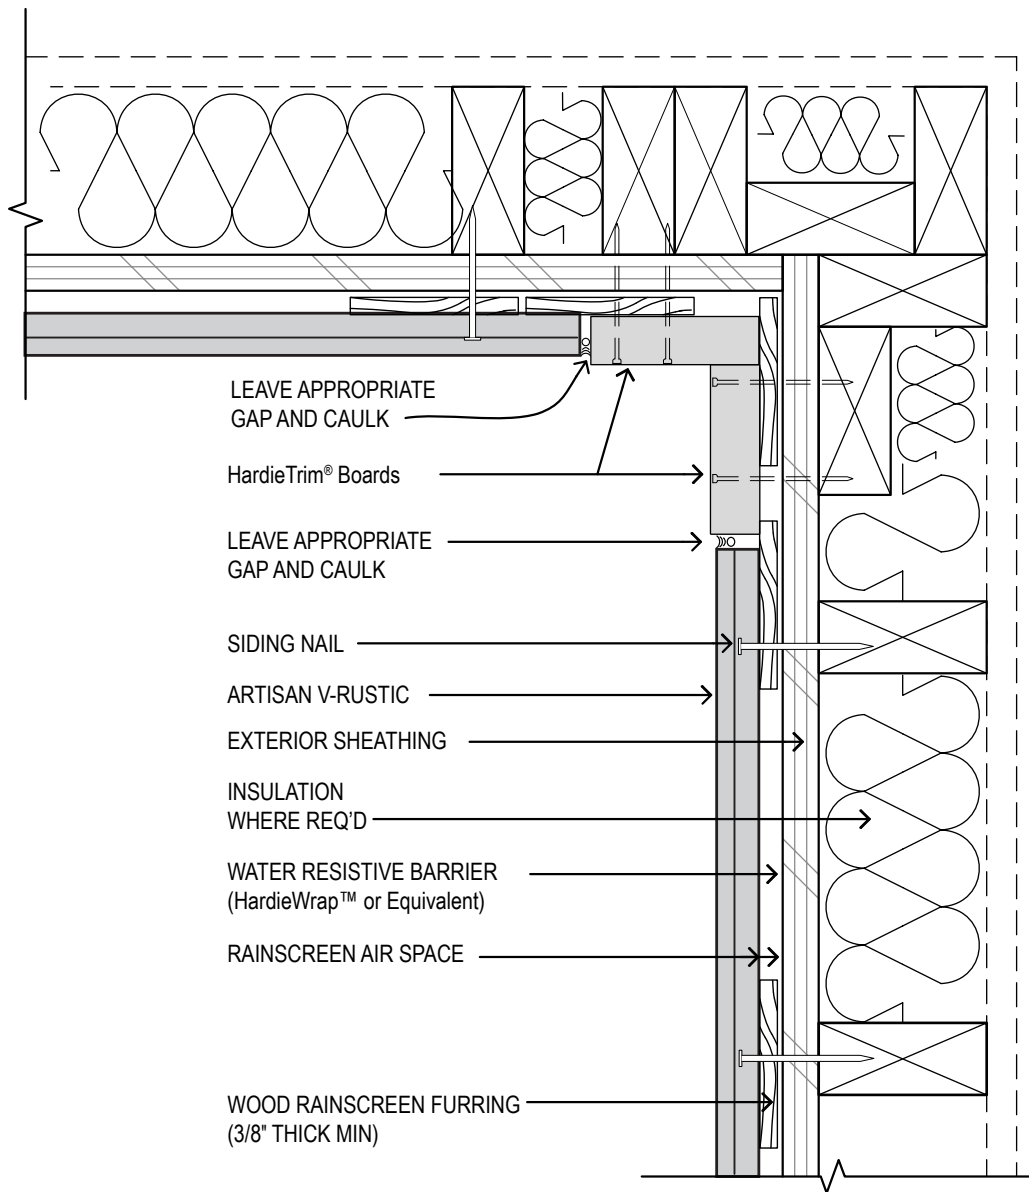 LEAVE APPROPRIATE
GAP AND CAULK
HardieTrim® Boards
LEAVE APPROPRIATE
GAP AND CAULK
SIDING NAIL
ARTISAN V-RUSTIC
EXTERIOR SHEATHING
INSULATION
WHERE REQ'D
WATER RESISTIVE BARRIER
(HardieWrap™ or Equivalent)
RAINSCREEN AIR SPACE
WOOD RAINSCREEN FURRING
(3/8" THICK MIN)